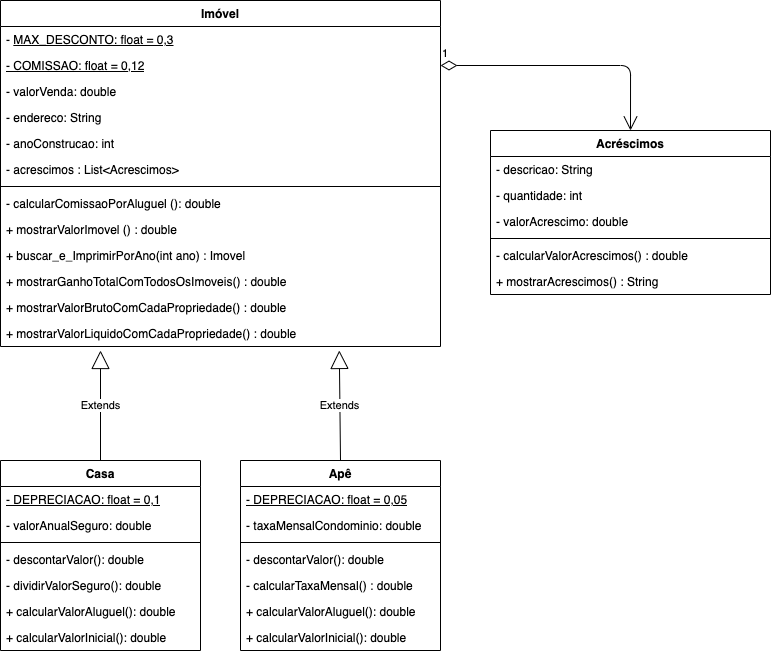 Imóvel
- MAX_DESCONTO: float = 0,3
- COMISSAO: float = 0,12
- valorVenda: double
- endereco: String
- anoConstrucao: int
- acrescimos : List<Acrescimos>
- calcularComissaoPorAluguel (): double
+ mostrarValorImovel () : double
+ buscar_e_ImprimirPorAno(int ano) : Imovel
+ mostrarGanhoTotalComTodosOsImoveis() : double
+ mostrarValorBrutoComCadaPropriedade() : double
+ mostrarValorLiquidoComCadaPropriedade() : double
1
Acréscimos
- descricao: String
- quantidade: int
- valorAcrescimo: double
- calcularValorAcrescimos() : double
+ mostrarAcrescimos() : String
Extends
Extends
Casa
- DEPRECIACAO: float = 0,1
- valorAnualSeguro: double
- descontarValor(): double
- dividirValorSeguro(): double
+ calcularValorAluguel(): double
+ calcularValorInicial(): double
Apê
- DEPRECIACAO: float = 0,05
- taxaMensalCondominio: double
- descontarValor(): double
- calcularTaxaMensal() : double
+ calcularValorAluguel(): double
+ calcularValorInicial(): double